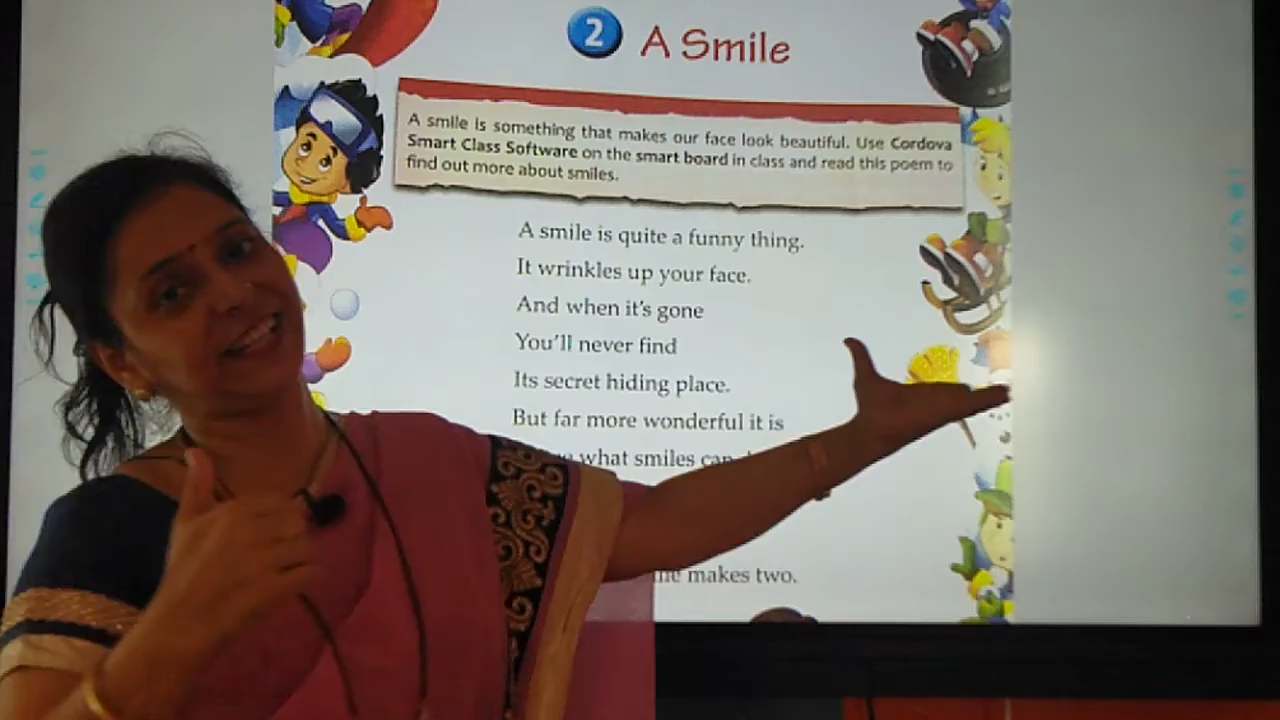 2 A Smile
A smile is something that makes our face look beautiful. Use Cordova
Smart Class Software on the smart board in class and read this poem to
find out more about smiles.
A smile is quite a funny thing.
It wrinkles up your face.
And when it's gone
You'll never find
Its secret hiding place.
But far more wonderful it is
what smiles can
makes two.